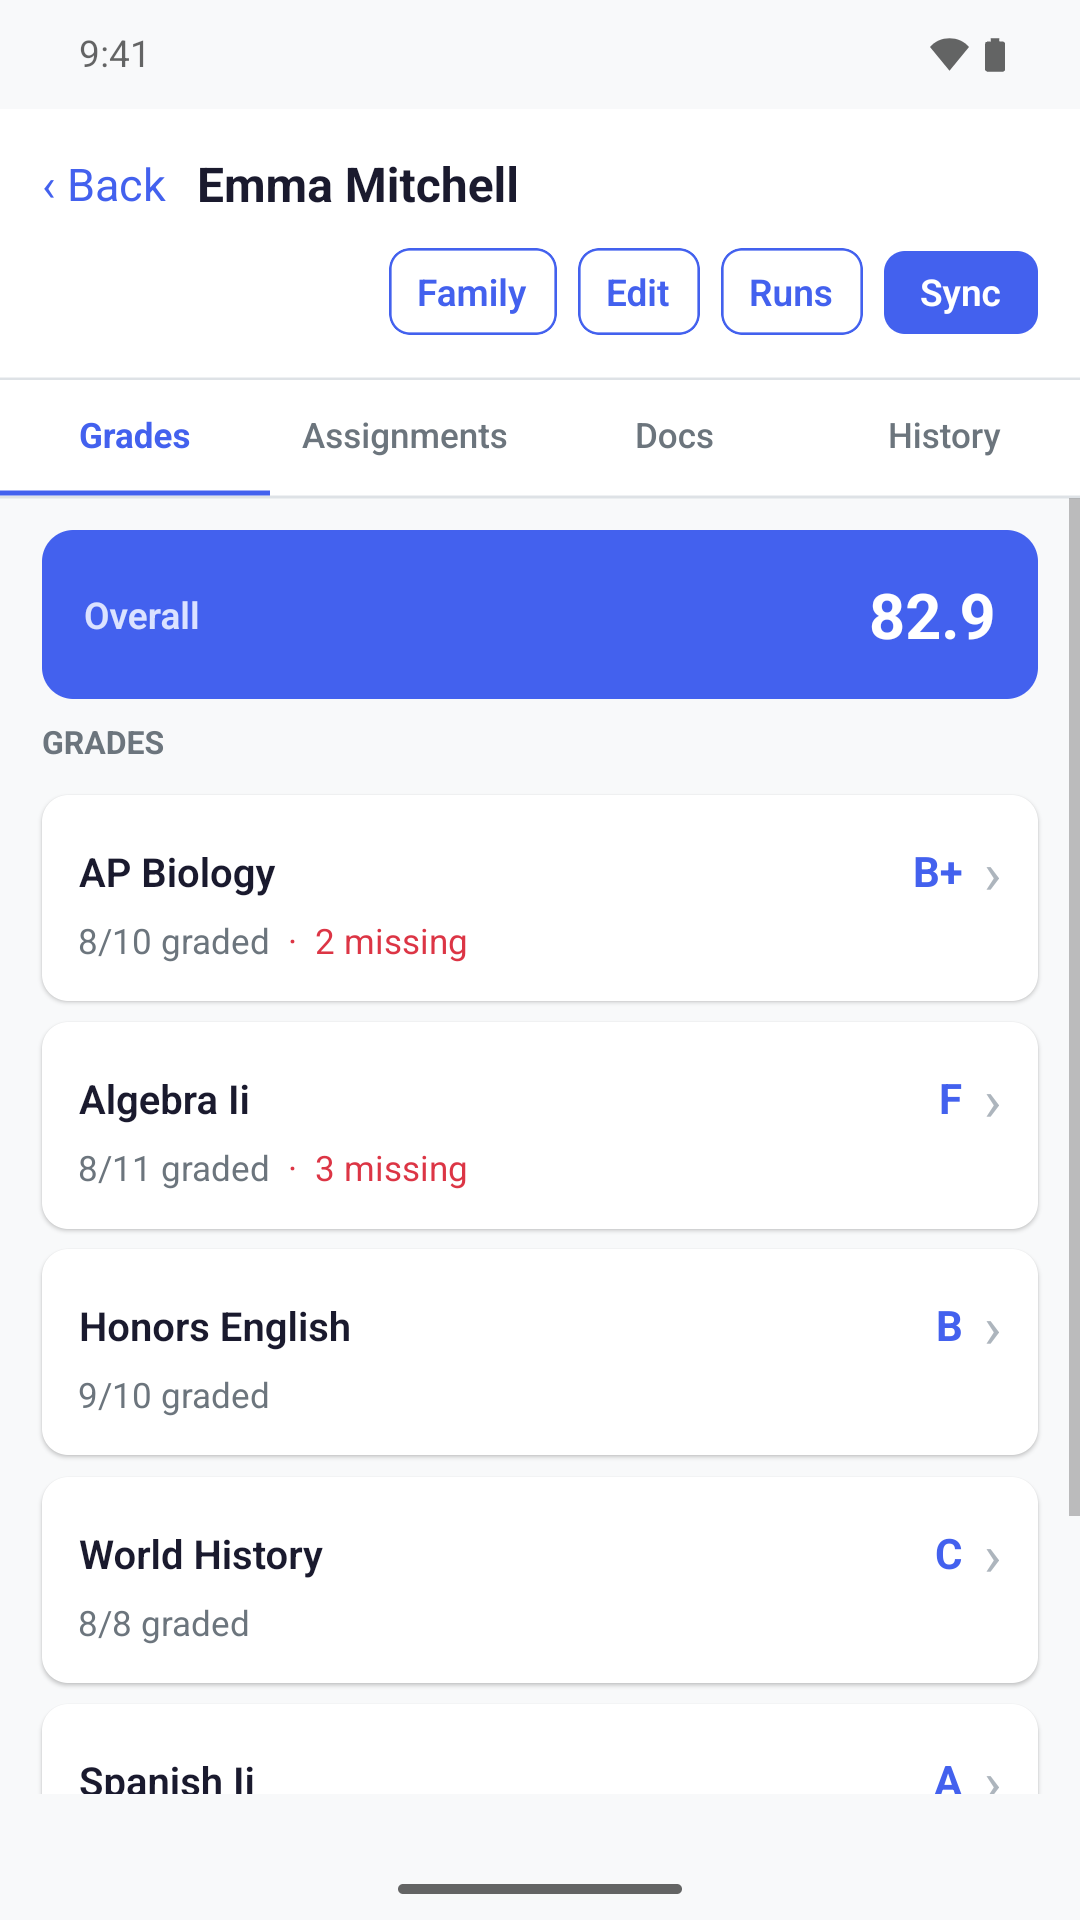 9:41
‹ Back Emma Mitchell
Family Edit Runs Sync
Grades Assignments Docs History
Overall 82.9
GRADES
AP Biology B+ ›
8/10 graded · 2 missing
Algebra Ii F ›
8/11 graded · 3 missing
Honors English B ›
9/10 graded
World History C ›
8/8 graded
Spanish Ii A ›